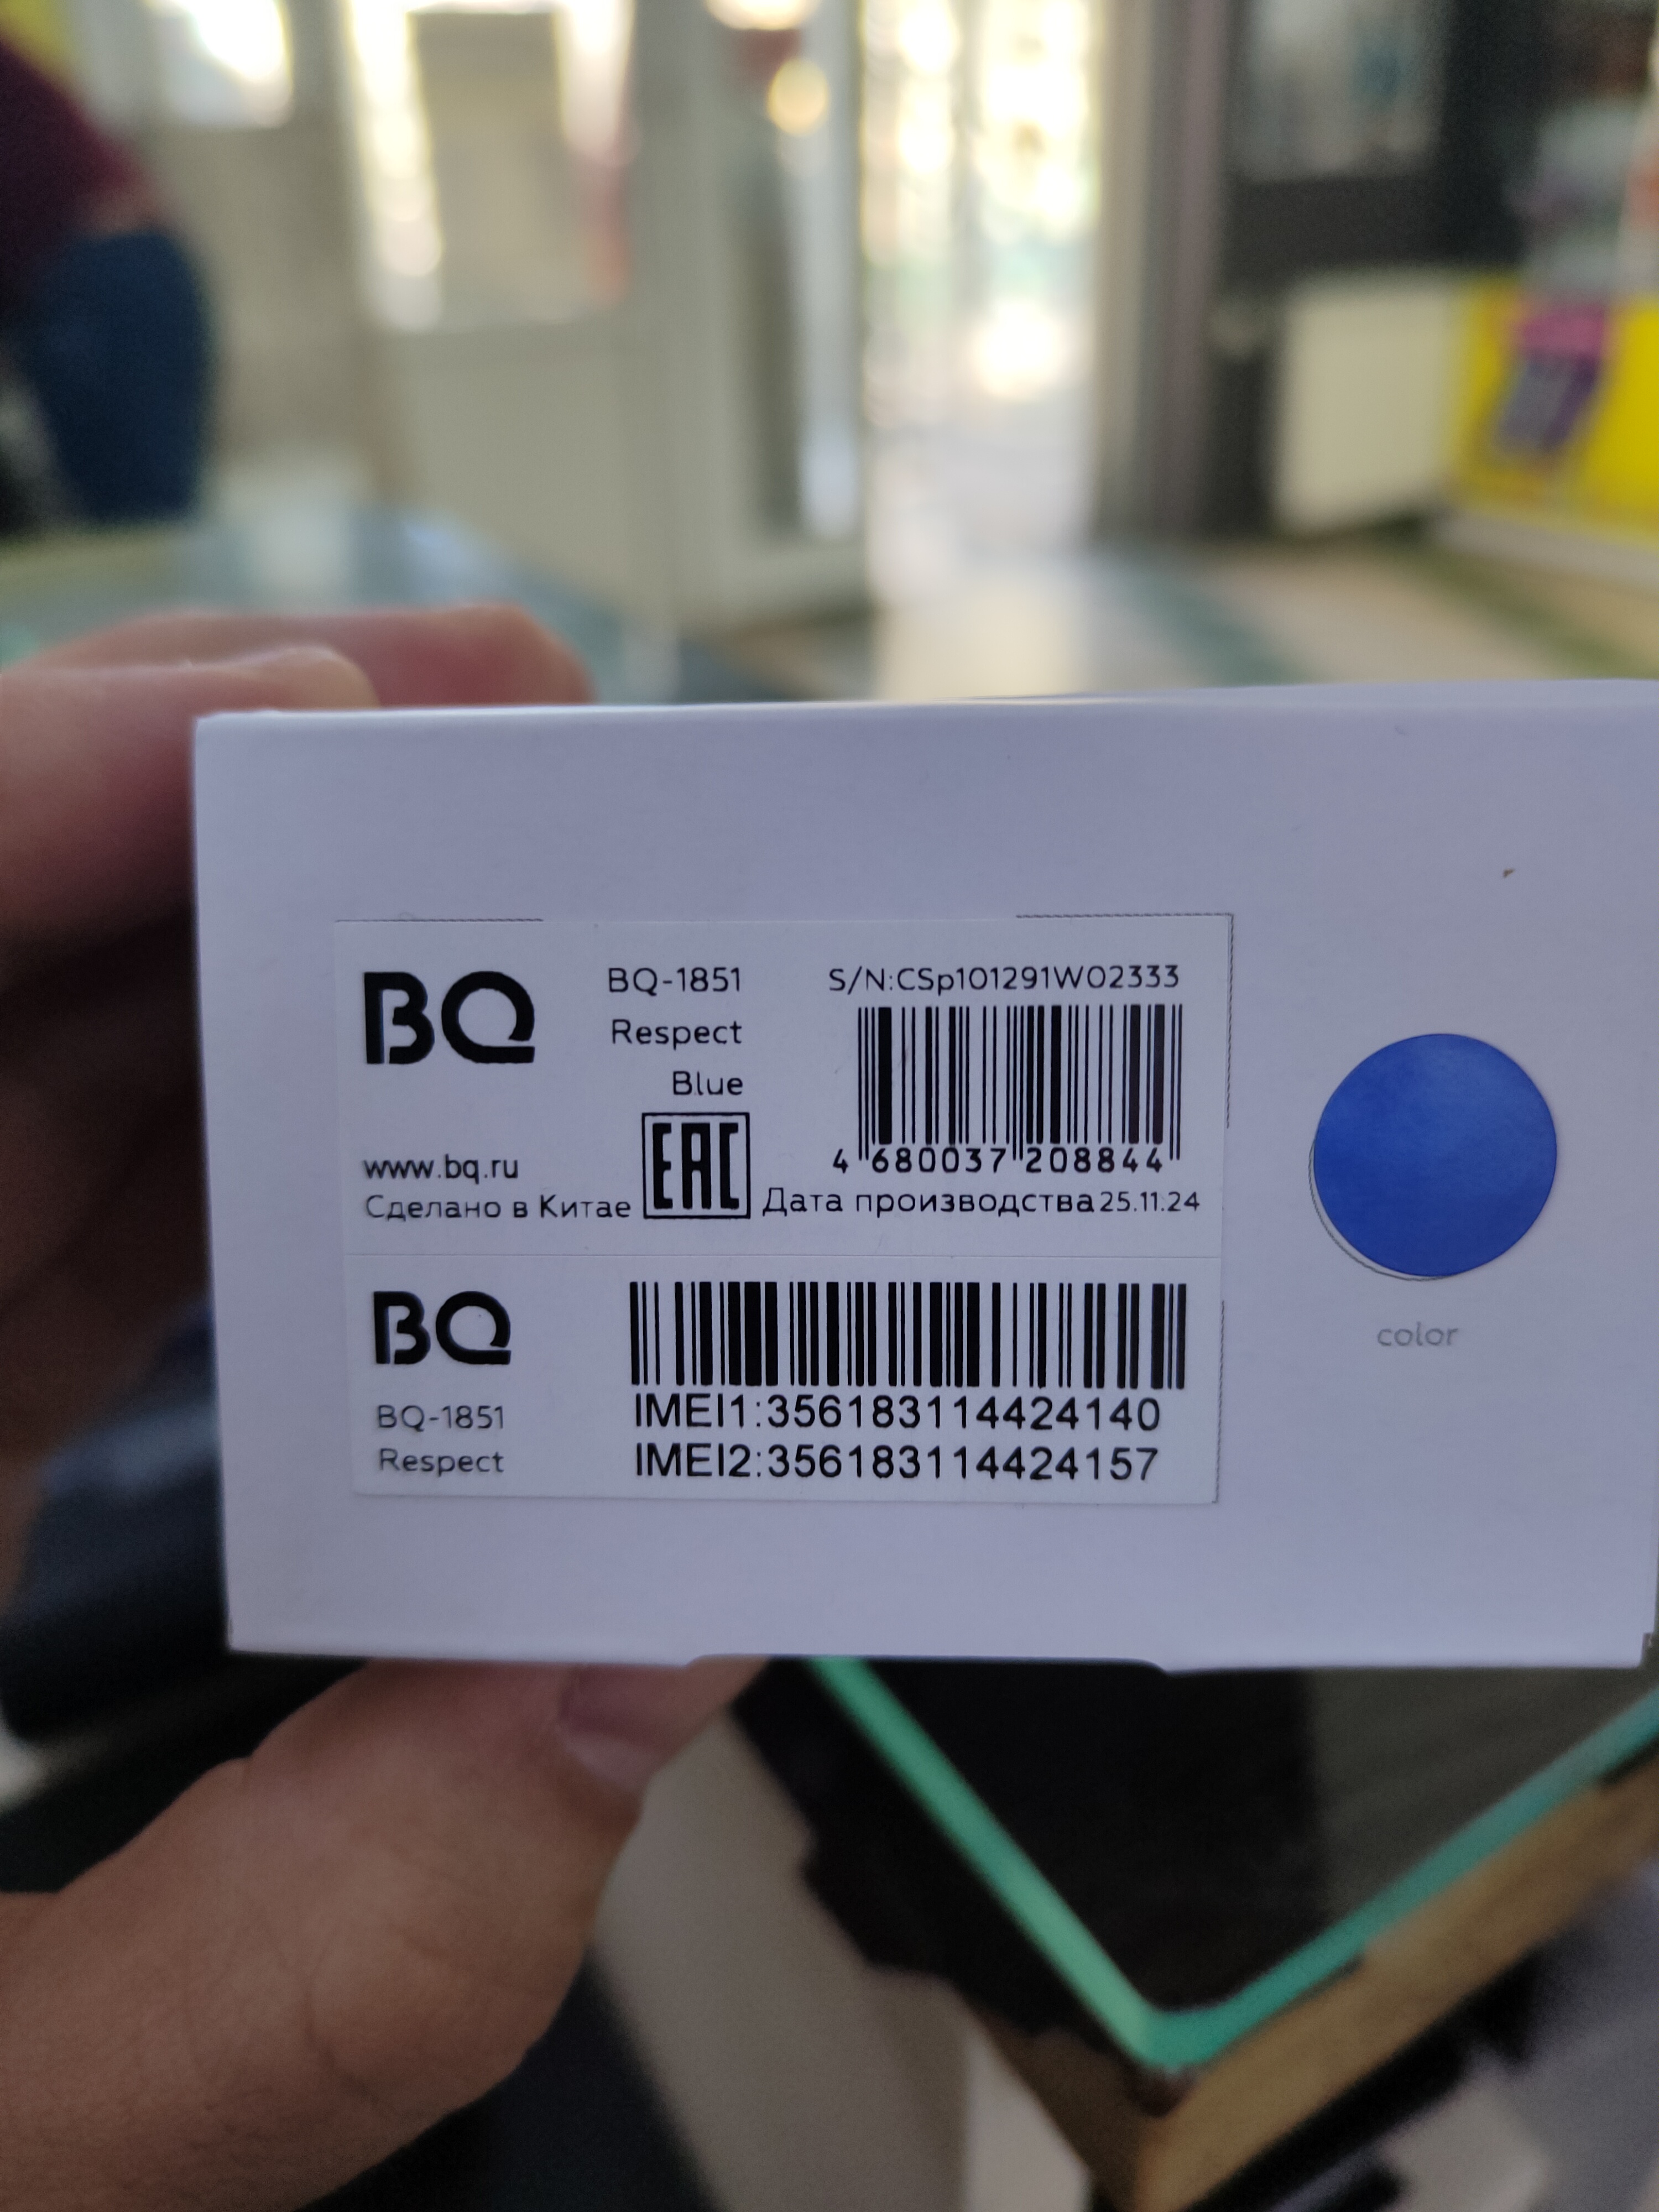 BQ
BQ-1851
Respect
Blue
S/N:CSp101291W02333
4 680037 208844
www.bq.ru
Сделано в Китае
EAC
Дата производства 25.11.24
BQ
BQ-1851
Respect
IMEI1:356183114424140
IMEI2:356183114424157
color